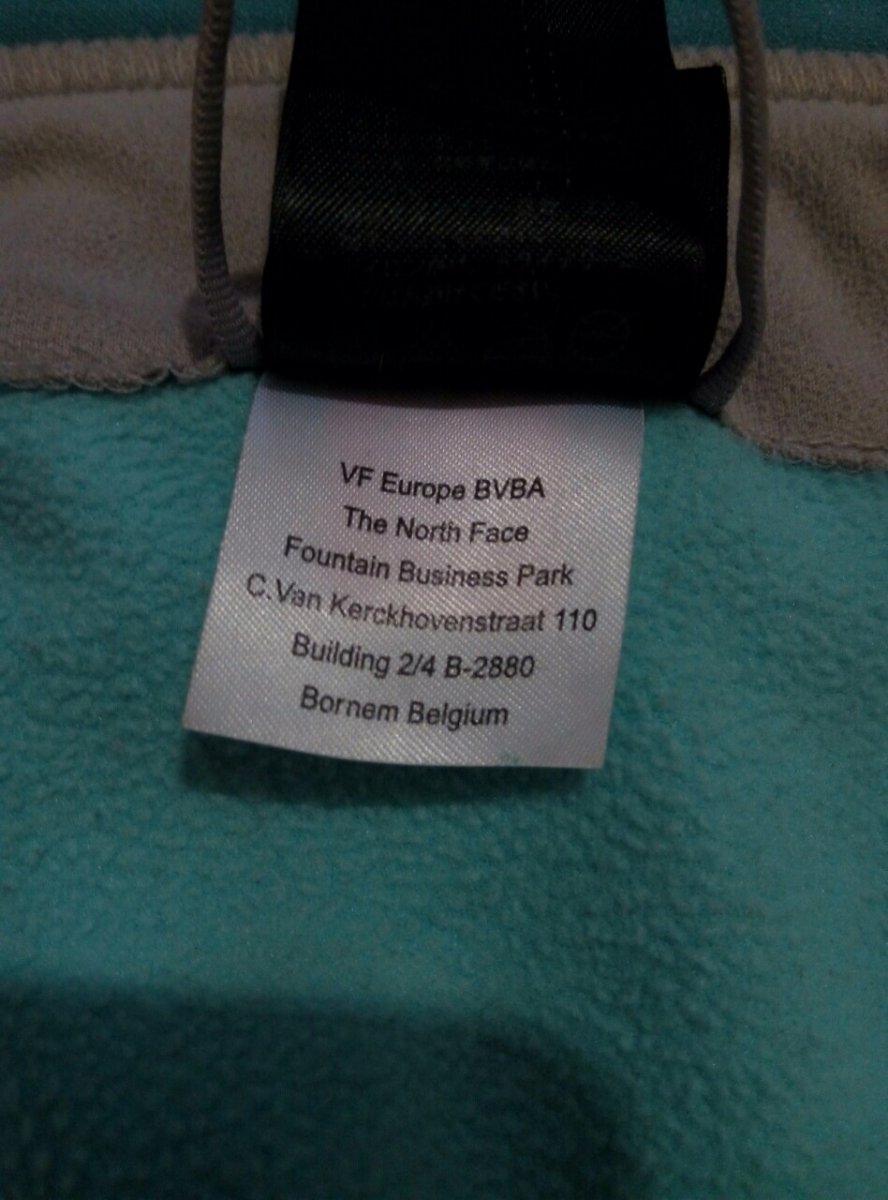 VF Europe BVBA
The North Face
Fountain Business Park
C.Van Kerckhovenstraat 110
Building 2/4 B-2880
Bornem Belgium